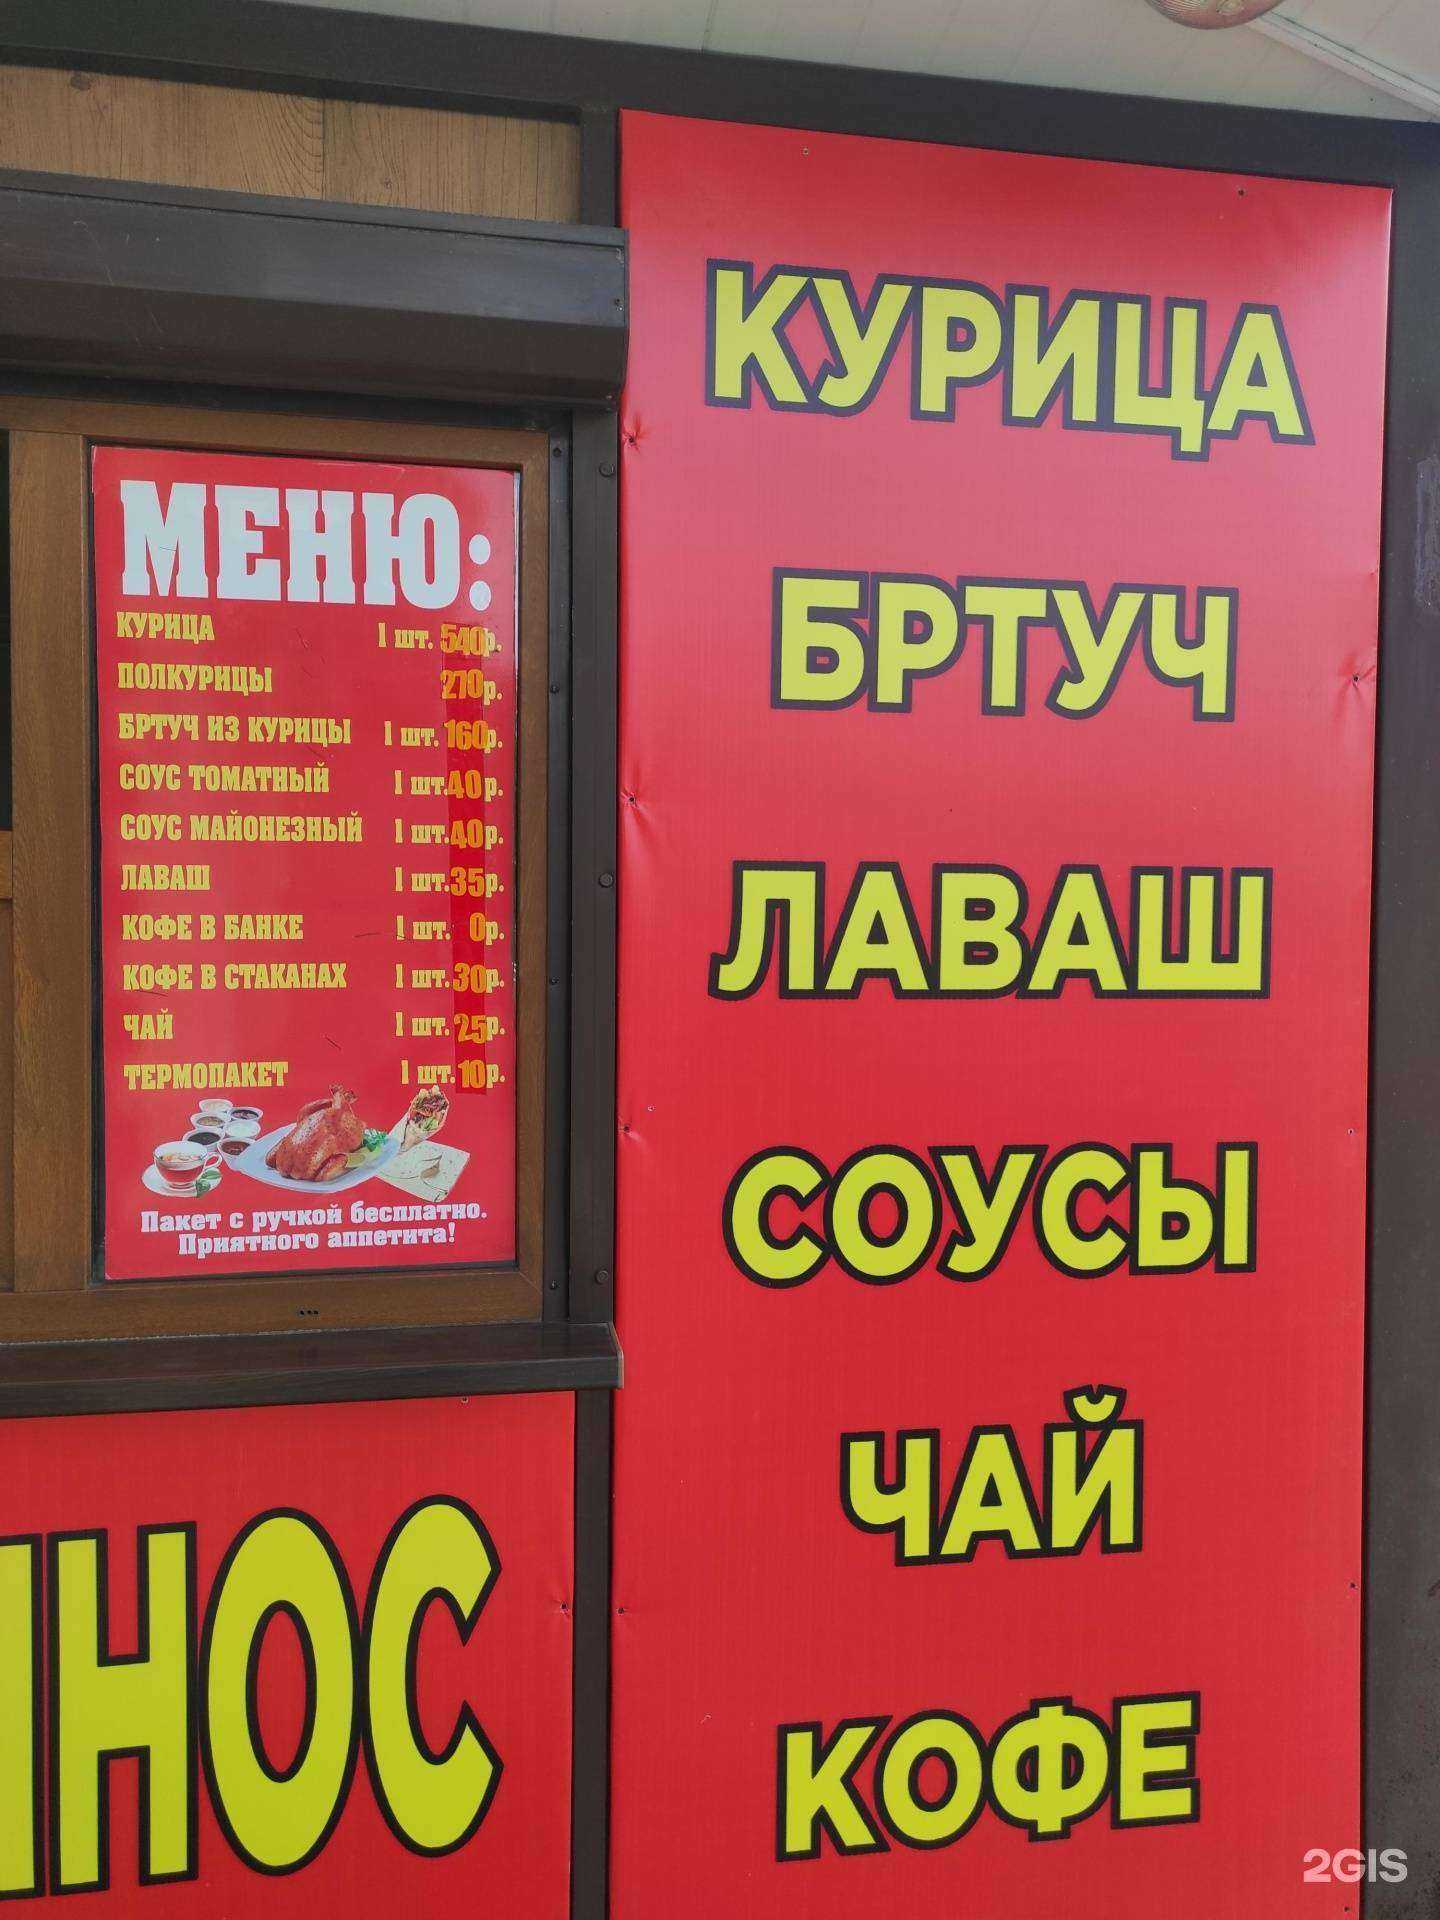 МЕНЮ:
КУРИЦА 1 шт. 540р.
ПОЛКУРИЦЫ 270р.
БРТУЧ ИЗ КУРИЦЫ 1 шт. 160р.
СОУС ТОМАТНЫЙ 1 шт. 40р.
СОУС МАЙОНЕЗНЫЙ 1 шт. 40р.
ЛАВАШ 1 шт. 35р.
КОФЕ В БАНКЕ 1 шт. 0р.
КОФЕ В СТАКАНАХ 1 шт. 30р.
ЧАЙ 1 шт. 25р.
ТЕРМОПАКЕТ 1 шт. 10р.
Пакет с ручкой бесплатно.
Приятного аппетита!
КУРИЦА
БРТУЧ
ЛАВАШ
СОУСЫ
ЧАЙ
КОФЕ
НОС
2GIS